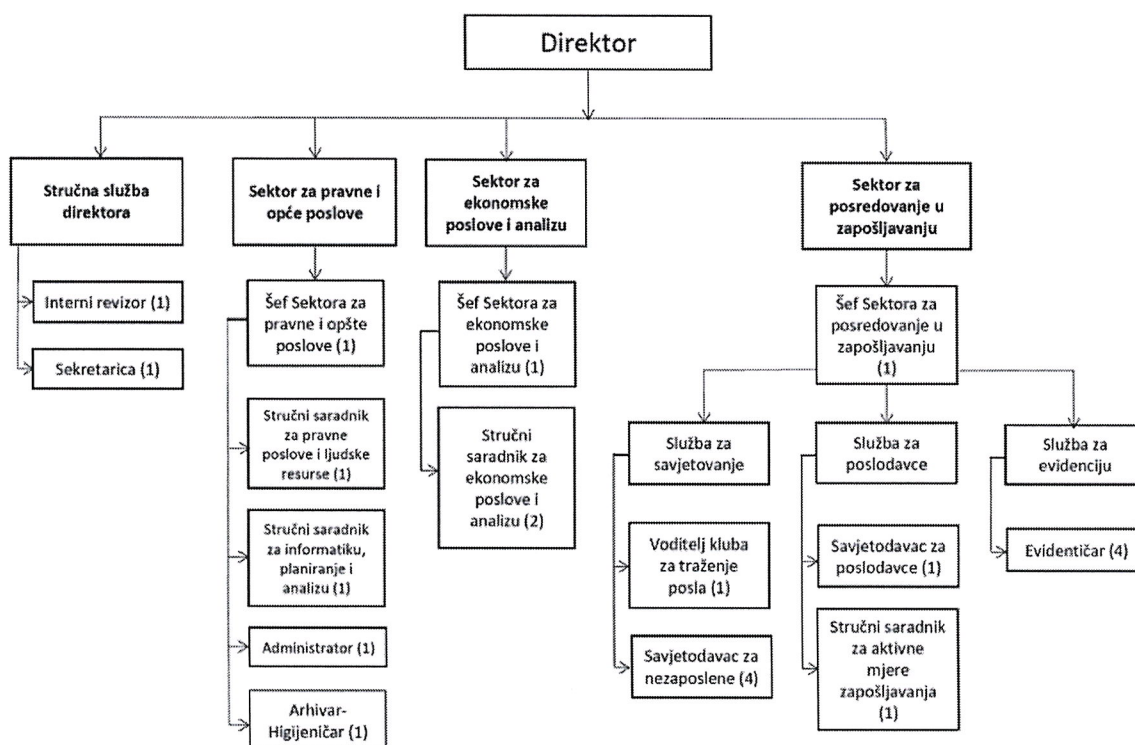 Direktor
Stručna služba
direktora
Interni revizor (1)
Sekretarica (1)
Sektor za pravne i
opće poslove
Šef Sektora za
pravne i opšte
poslove (1)
Stručni saradnik
za pravne
poslove i ljudske
resurse (1)
Stručni saradnik
za informatiku,
planiranje i
analizu (1)
Administrator (1)
Arhivar-
Higijeničar (1)
Sektor za
ekonomske
poslove i analizu
Šef Sektora za
ekonomske
poslove i
analizu (1)
Stručni
saradnik za
ekonomske
poslove i
analizu (2)
Sektor za
posredovanje u
zapošljavanju
Šef Sektora za
posredovanje u
zapošljavanju
(1)
Služba za
savjetovanje
Voditelj kluba
za traženje
posla (1)
Savjetodavac za
nezaposlene (4)
Služba za
poslodavce
Savjetodavac za
poslodavce (1)
Stručni saradnik
za aktivne
mjere
zapošljavanja
(1)
Služba za
evidenciju
Evidentičar (4)